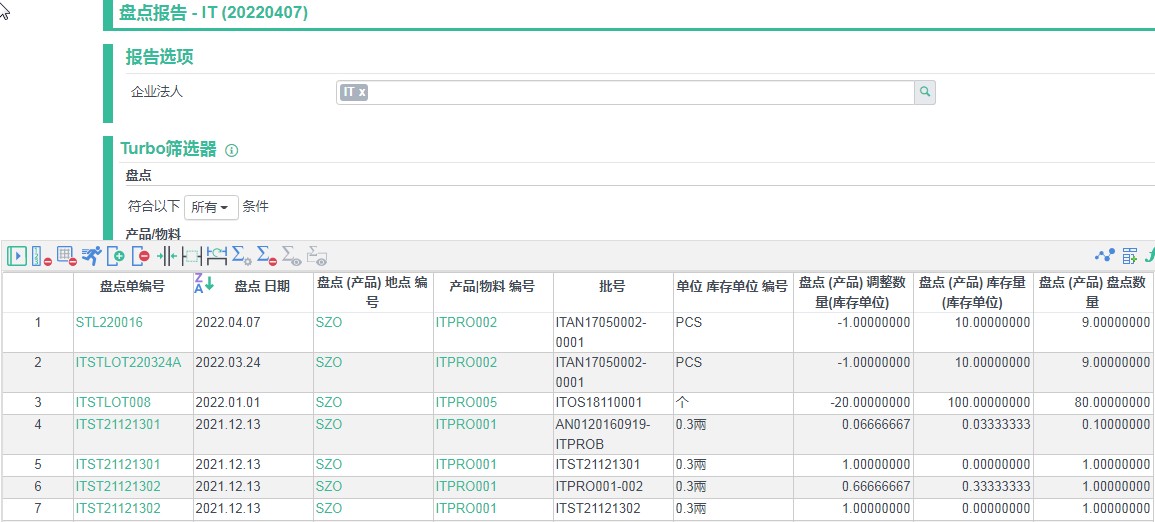 盘点报告 - IT (20220407)
报告选项
企业法人
IT x
Turbo筛选器
盘点
符合以下 所有 条件
产品/物料
盘点单编号 盘点 日期 盘点 (产品) 地点 编号 产品|物料 编号 批号 单位 库存单位 编号 盘点 (产品) 调整数量(库存单位) 盘点 (产品) 库存量(库存单位) 盘点 (产品) 盘点数量
1 STL220016 2022.04.07 SZO ITPRO002 ITAN17050002-0001 PCS -1.00000000 10.00000000 9.00000000
2 ITSTLOT220324A 2022.03.24 SZO ITPRO002 ITAN17050002-0001 PCS -1.00000000 10.00000000 9.00000000
3 ITSTLOT008 2022.01.01 SZO ITPRO005 ITOS18110001 个 -20.00000000 100.00000000 80.00000000
4 ITST21121301 2021.12.13 SZO ITPRO001 AN0120160919-ITPROB 0.3兩 0.06666667 0.03333333 0.10000000
5 ITST21121301 2021.12.13 SZO ITPRO001 ITST21121301 0.3兩 1.00000000 0.00000000 1.00000000
6 ITST21121302 2021.12.13 SZO ITPRO001 ITPRO001-002 0.3兩 0.66666667 0.33333333 1.00000000
7 ITST21121302 2021.12.13 SZO ITPRO001 ITST21121302 0.3兩 1.00000000 0.00000000 1.00000000